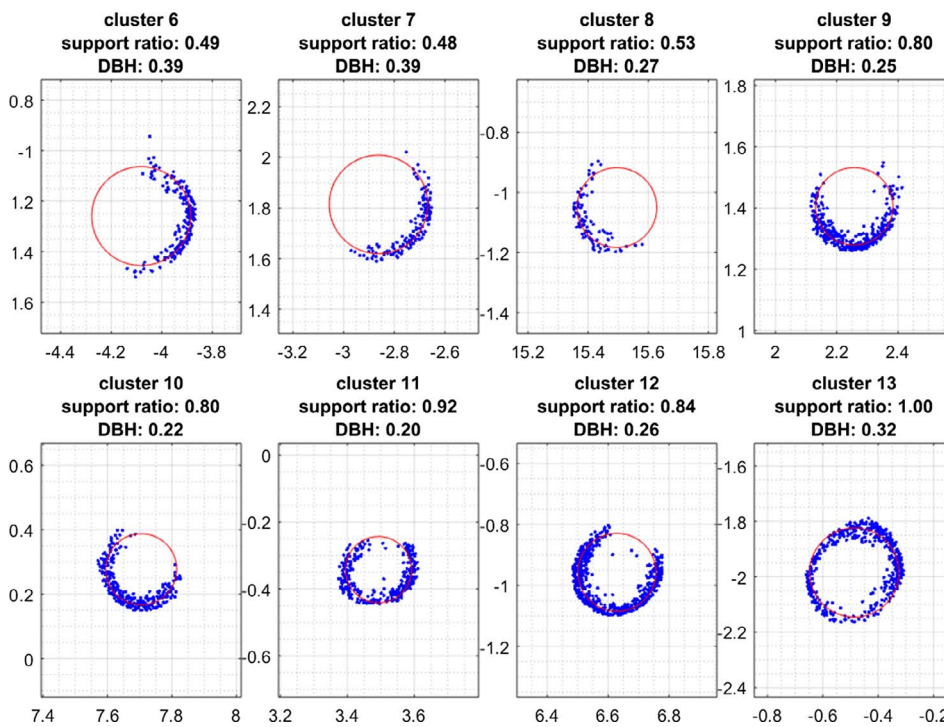 cluster 6
support ratio: 0.49
DBH: 0.39
0.8
-1
1.2
1.4
1.6
-4.4 -4.2 -4 -3.8
cluster 7
support ratio: 0.48
DBH: 0.39
2.2
2
1.8
1.6
1.4
-3.2 -3 -2.8 -2.6
cluster 8
support ratio: 0.53
DBH: 0.27
-0.8
-1
-1.2
-1.4
15.2 15.4 15.6 15.8
cluster 9
support ratio: 0.80
DBH: 0.25
1.8
1.6
1.4
1.2
1
2 2.2 2.4
cluster 10
support ratio: 0.80
DBH: 0.22
0.6
0.4
0.2
0
7.4 7.6 7.8 8
cluster 11
support ratio: 0.92
DBH: 0.20
0
-0.2
-0.4
-0.6
3.2 3.4 3.6
cluster 12
support ratio: 0.84
DBH: 0.26
-0.6
-0.8
-1
-1.2
6.4 6.6 6.8
cluster 13
support ratio: 1.00
DBH: 0.32
-1.6
-1.8
-2
-2.2
-2.4
-0.8 -0.6 -0.4 -0.2